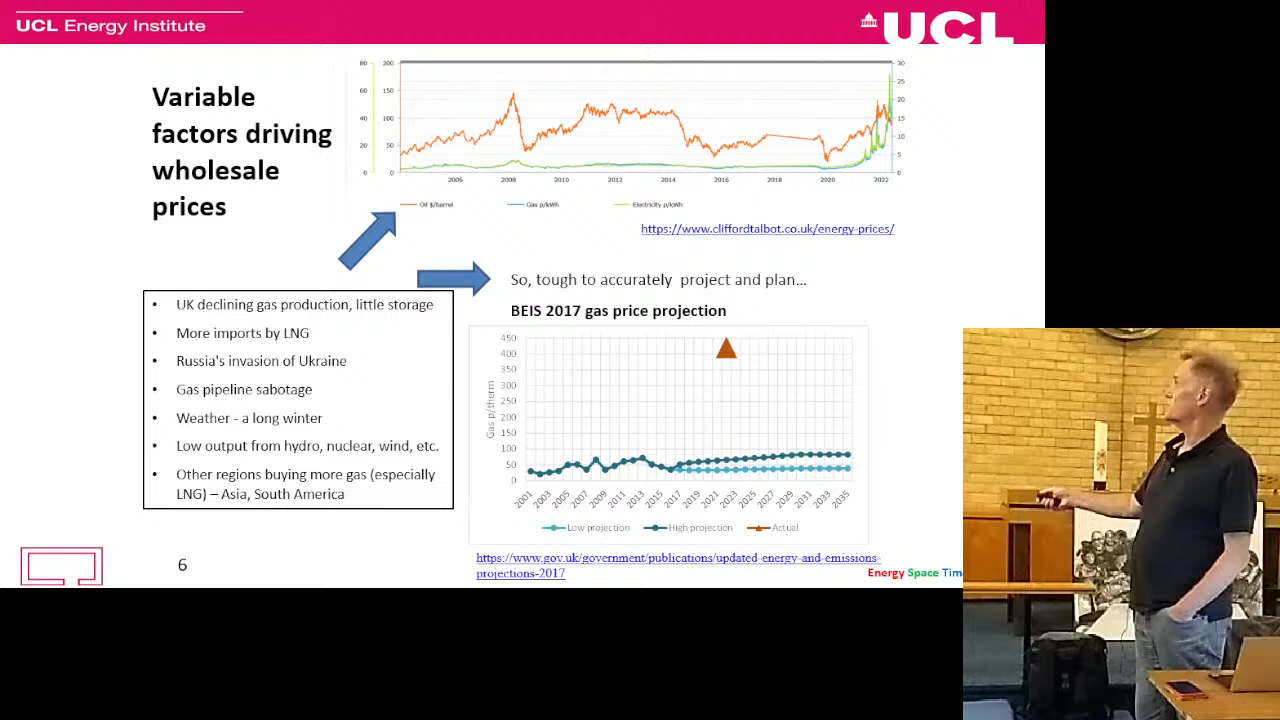 UCL Energy Institute
UCL
Variable
factors driving
wholesale
prices
80 200 30
25
60 150 20
40 100 15
10
20 50
5
0 0 0
2006 2008 2010 2012 2014 2016 2018 2020 2022
Oil $/barrel Gas p/kWh Electricity p/kWh
https://www.cliffordtalbot.co.uk/energy-prices/
So, tough to accurately project and plan...
• UK declining gas production, little storage
• More imports by LNG
• Russia's invasion of Ukraine
• Gas pipeline sabotage
• Weather - a long winter
• Low output from hydro, nuclear, wind, etc.
• Other regions buying more gas (especially
LNG) – Asia, South America
BEIS 2017 gas price projection
Gas p/therm
450
400
350
300
250
200
150
100
50
0
2001 2003 2005 2007 2009 2011 2013 2015 2017 2019 2021 2023 2025 2027 2029 2031 2033 2035
Low projection High projection Actual
https://www.gov.uk/government/publications/updated-energy-and-emissions-
projections-2017
6
Energy Space Tim